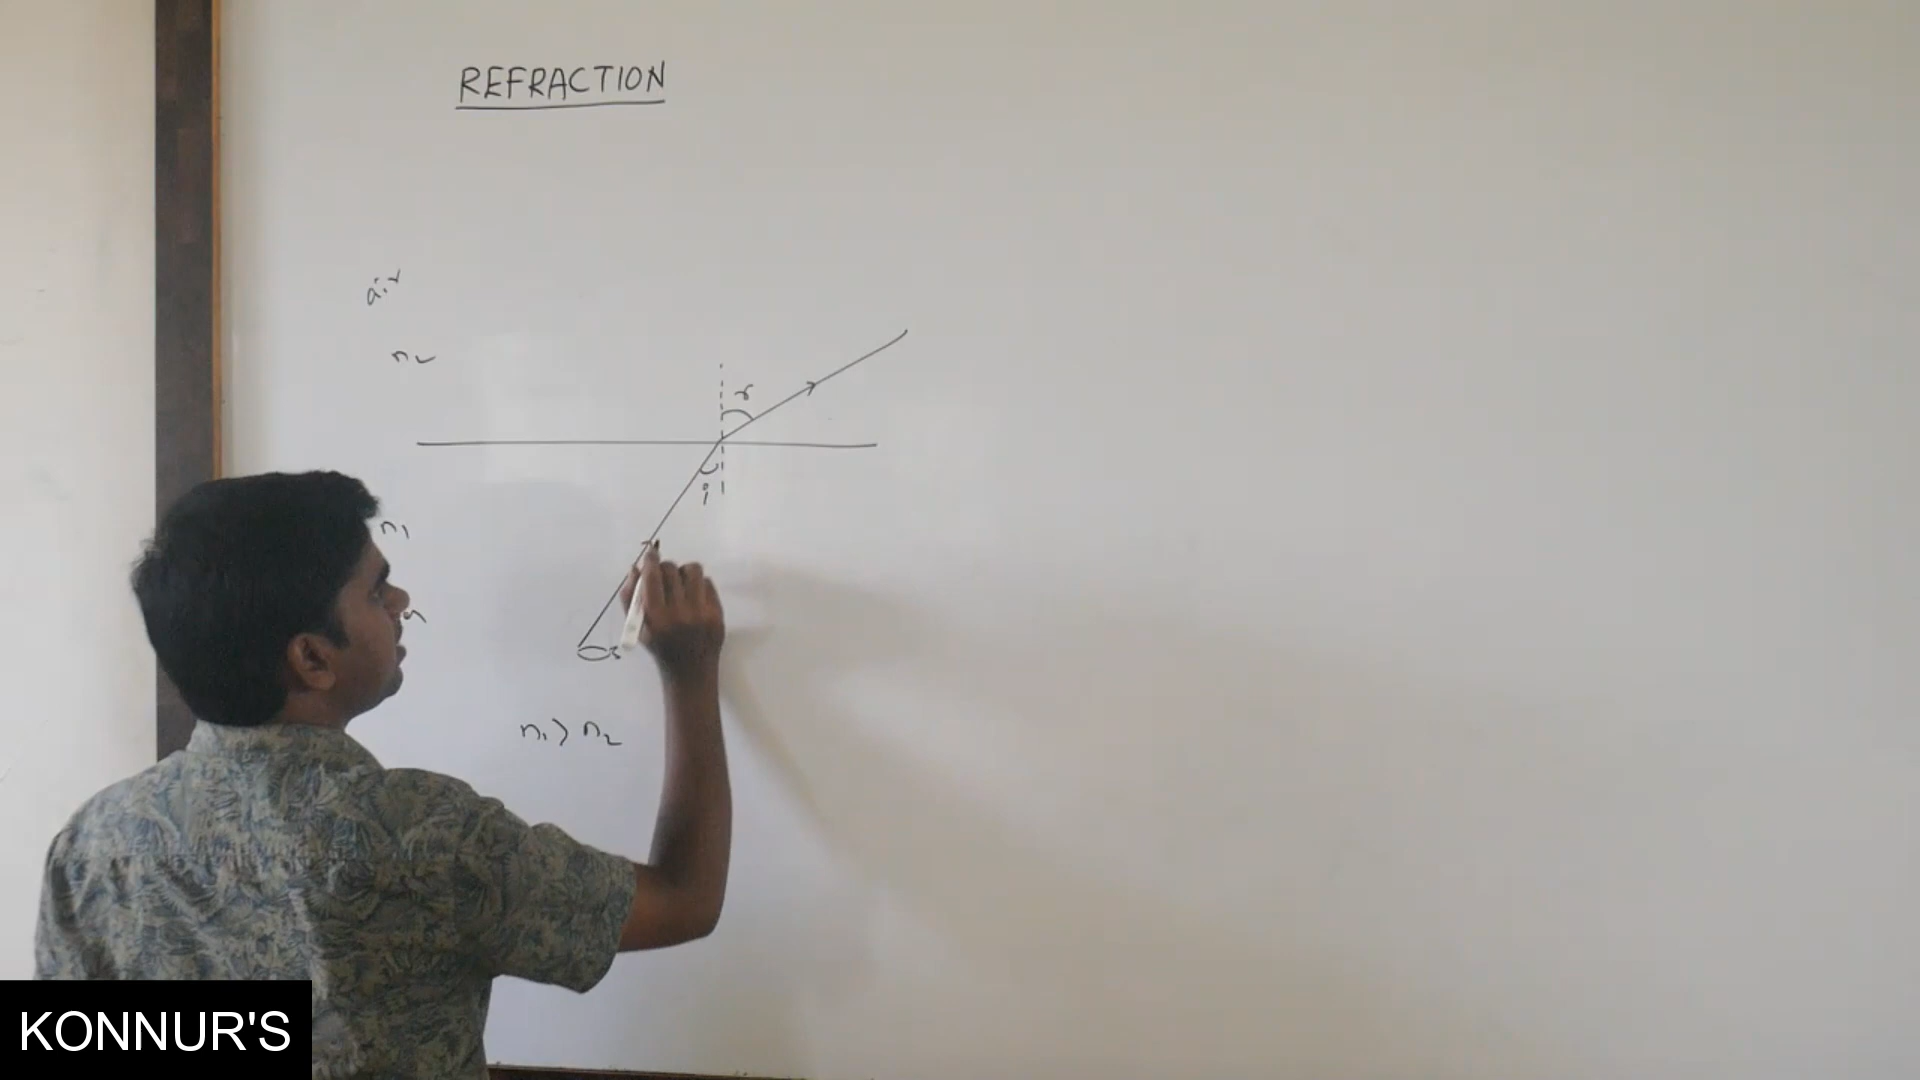 REFRACTION
air
n₂
r
i
n₁
n₁ > n₂
KONNUR'S